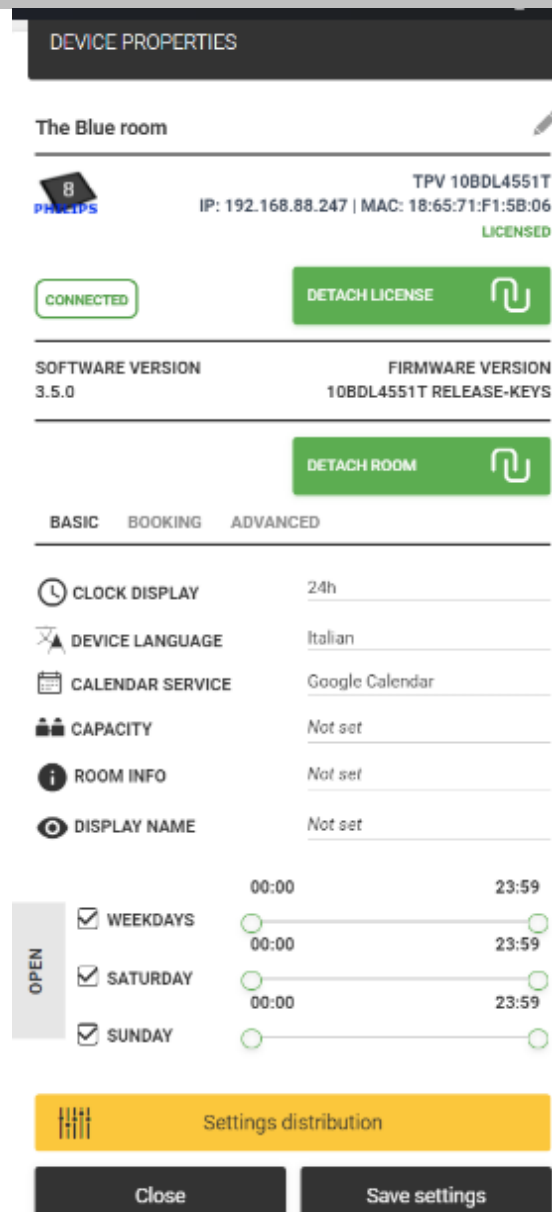 DEVICE PROPERTIES
The Blue room
8
PHILIPS
TPV 10BDL4551T
IP: 192.168.88.247 | MAC: 18:65:71:F1:5B:06
LICENSED
CONNECTED
DETACH LICENSE
SOFTWARE VERSION
3.5.0
FIRMWARE VERSION
10BDL4551T RELEASE-KEYS
DETACH ROOM
BASIC BOOKING ADVANCED
CLOCK DISPLAY 24h
DEVICE LANGUAGE Italian
CALENDAR SERVICE Google Calendar
CAPACITY Not set
ROOM INFO Not set
DISPLAY NAME Not set
OPEN
00:00 23:59
WEEKDAYS
00:00 23:59
SATURDAY
00:00 23:59
SUNDAY
Settings distribution
Close Save settings